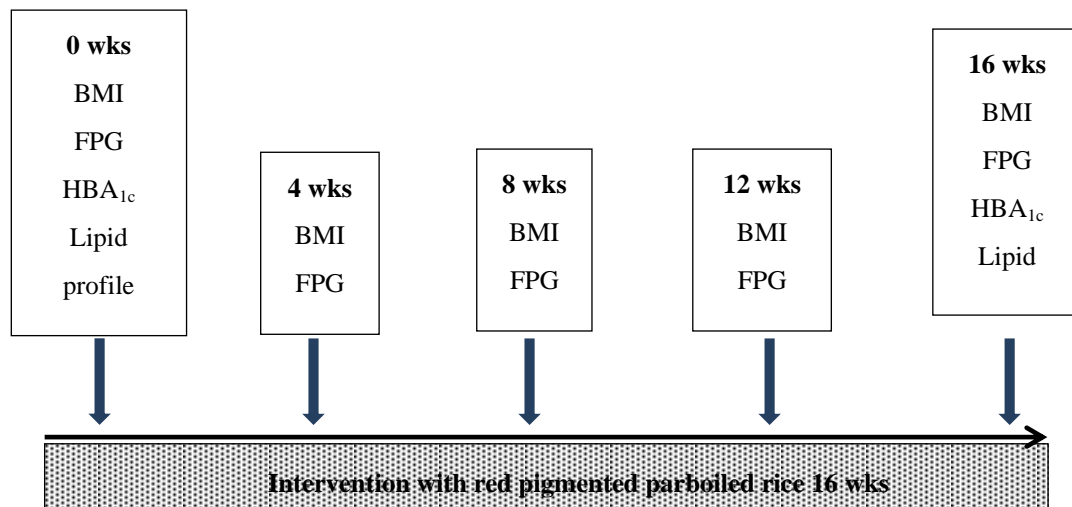 0 wks
BMI
FPG
HBA1c
Lipid
profile
4 wks
BMI
FPG
8 wks
BMI
FPG
12 wks
BMI
FPG
16 wks
BMI
FPG
HBA1c
Lipid
Intervention with red pigmented parboiled rice 16 wks